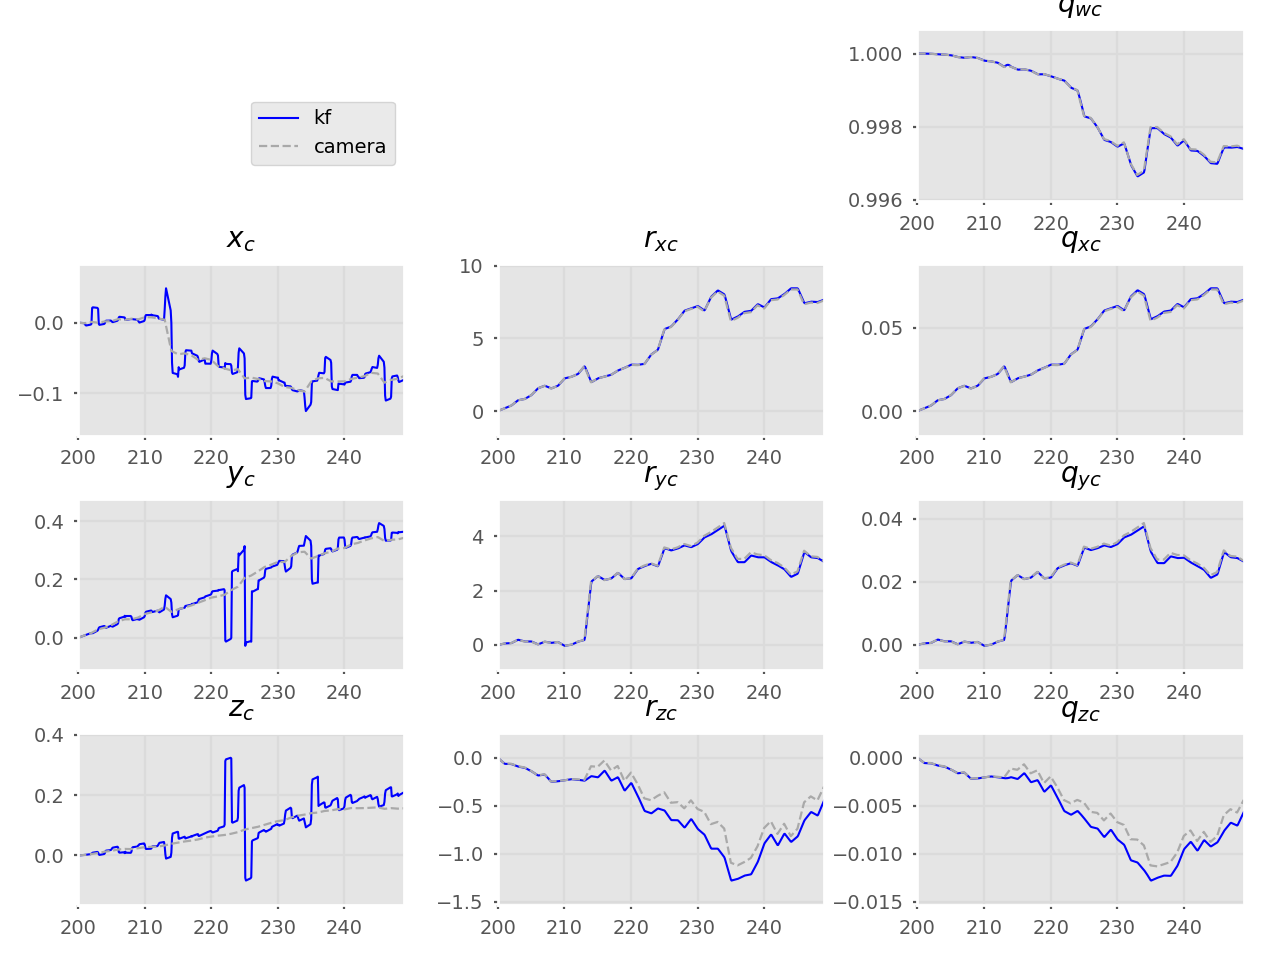 q_wc
1.000
0.998
0.996
200 210 220 230 240
kf
camera
x_c
0.0
−0.1
200 210 220 230 240
r_xc
10
5
0
200 210 220 230 240
q_xc
0.05
0.00
200 210 220 230 240
y_c
0.4
0.2
0.0
200 210 220 230 240
r_yc
4
2
0
200 210 220 230 240
q_yc
0.04
0.02
0.00
200 210 220 230 240
z_c
0.4
0.2
0.0
200 210 220 230 240
r_zc
0.0
−0.5
−1.0
−1.5
200 210 220 230 240
q_zc
0.000
−0.005
−0.010
−0.015
200 210 220 230 240